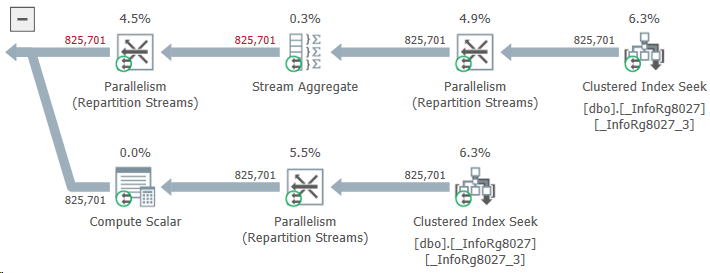 4.5% 0.3% 4.9% 6.3%
825,701 825,701 825,701 825,701
Parallelism Stream Aggregate Parallelism Clustered Index Seek
(Repartition Streams) (Repartition Streams) [dbo].[_InfoRg8027]
[_InfoRg8027_3]
0.0% 5.5% 6.3%
825,701 825,701 825,701
Compute Scalar Parallelism Clustered Index Seek
(Repartition Streams) [dbo].[_InfoRg8027]
[_InfoRg8027_3]